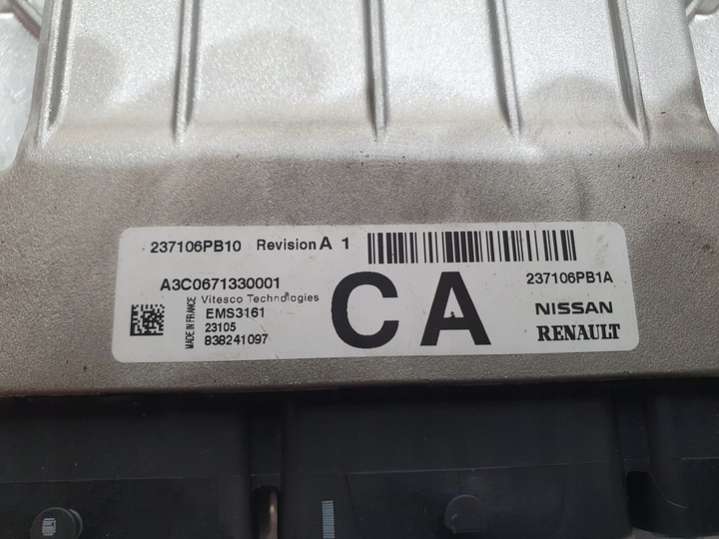 237106PB10 Revision A 1
A3C0671330001
Vitesco Technologies
EMS3161
23105
838241097
MADE IN FRANCE
CA
237106PB1A
NISSAN
RENAULT